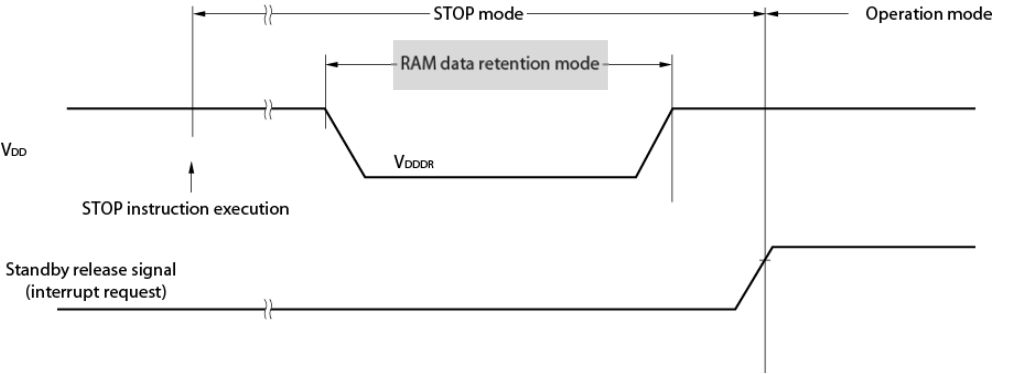 STOP mode
Operation mode
RAM data retention mode
VDD
VDDDR
STOP instruction execution
Standby release signal
(interrupt request)